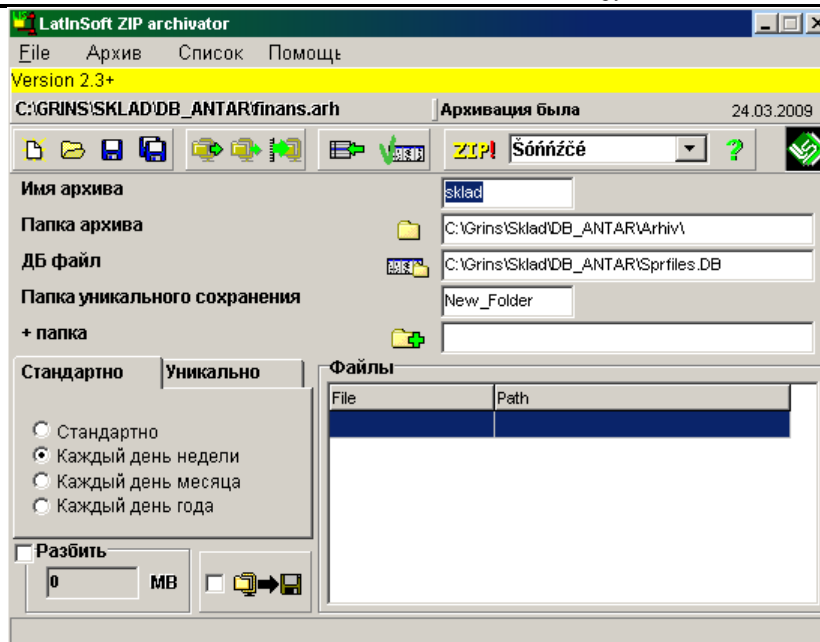 LatInSoft ZIP archivator
File Архив Список Помощь
Version 2.3+
C:\GRINS\SKLAD\DB_ANTAR\finans.arh Архивация была 24.03.2009
ZIP! Šóńńźčé ?
Имя архива sklad
Папка архива C:\Grins\Sklad\DB_ANTAR\Arhiv\
ДБ файл C:\Grins\Sklad\DB_ANTAR\Sprfiles.DB
Папка уникального сохранения New_Folder
+ папка
Стандартно Уникально Файлы
File Path
Стандартно
Каждый день недели
Каждый день месяца
Каждый день года
Разбить
0 MB